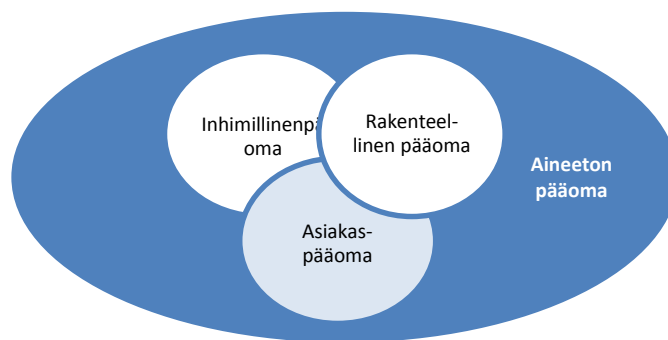 Inhimillinenpä
oma
Rakenteel-
linen pääoma
Aineeton
pääoma
Asiakas-
pääoma